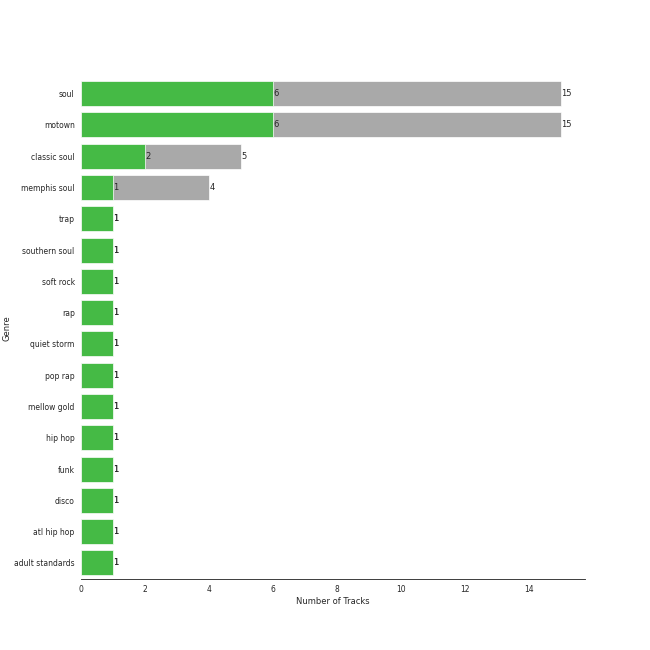 soul 6 15
motown 6 15
classic soul 2 5
memphis soul 1 4
trap 1
southern soul 1
soft rock 1
rap 1
quiet storm 1
pop rap 1
mellow gold 1
hip hop 1
funk 1
disco 1
atl hip hop 1
adult standards 1
Genre
0 2 4 6 8 10 12 14
Number of Tracks